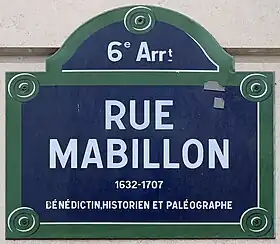 6e Arrt
RUE
MABILLON
1632-1707
BÉNÉDICTIN, HISTORIEN ET PALÉOGRAPHE